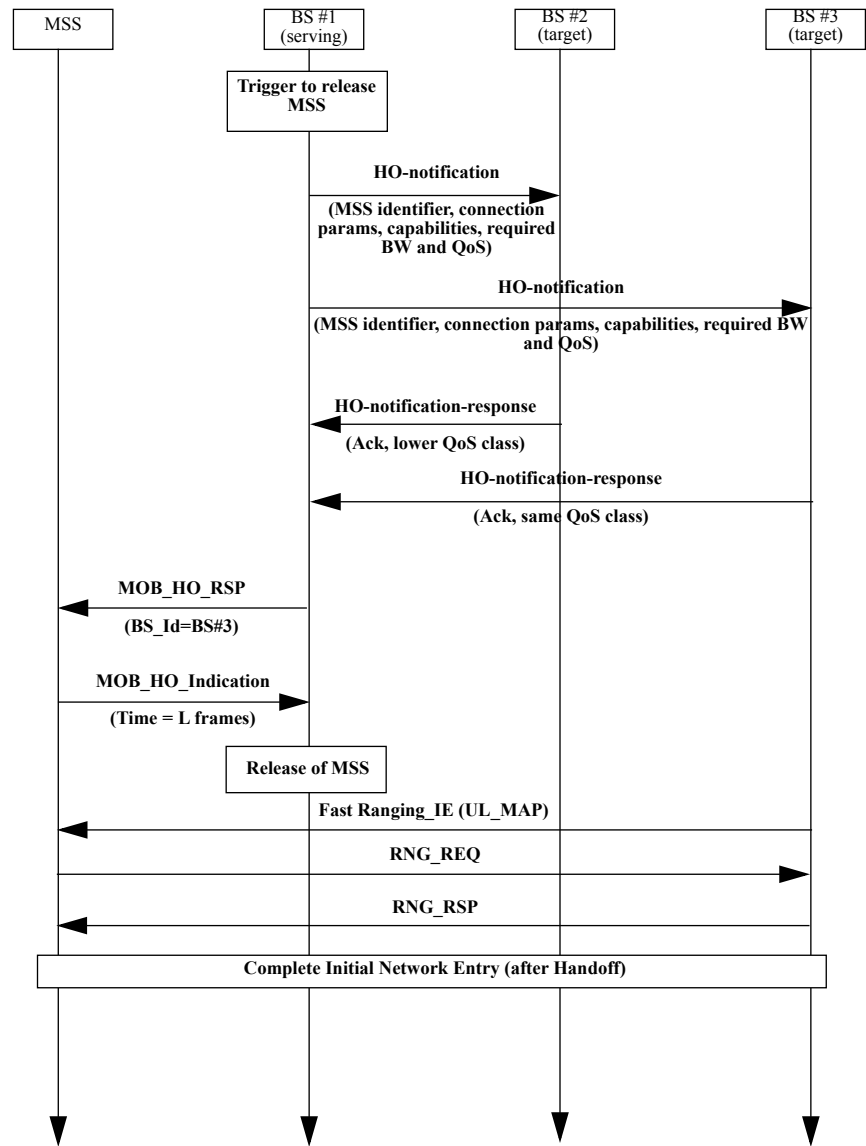 MSS
BS #1
(serving)
BS #2
(target)
BS #3
(target)
Trigger to release
MSS
HO-notification
(MSS identifier, connection
params, capabilities, required
BW and QoS)
HO-notification
(MSS identifier, connection params, capabilities, required BW
and QoS)
HO-notification-response
(Ack, lower QoS class)
HO-notification-response
(Ack, same QoS class)
MOB_HO_RSP
(BS_Id=BS#3)
MOB_HO_Indication
(Time = L frames)
Release of MSS
Fast Ranging_IE (UL_MAP)
RNG_REQ
RNG_RSP
Complete Initial Network Entry (after Handoff)